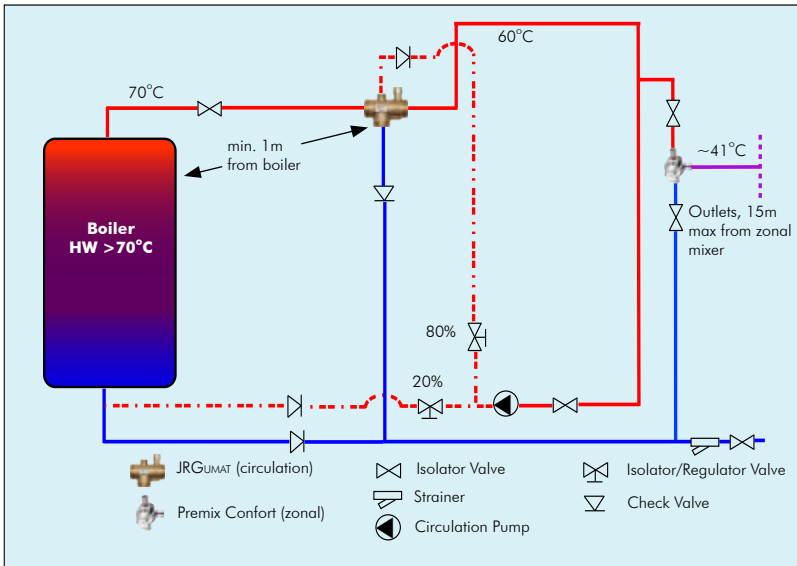 60°C
70°C
min. 1m
from boiler
~41°C
Boiler
HW >70°C
Outlets, 15m
max from zonal
mixer
80%
20%
JRGUMAT (circulation)
Isolator Valve
Isolator/Regulator Valve
Strainer
Check Valve
Premix Confort (zonal)
Circulation Pump